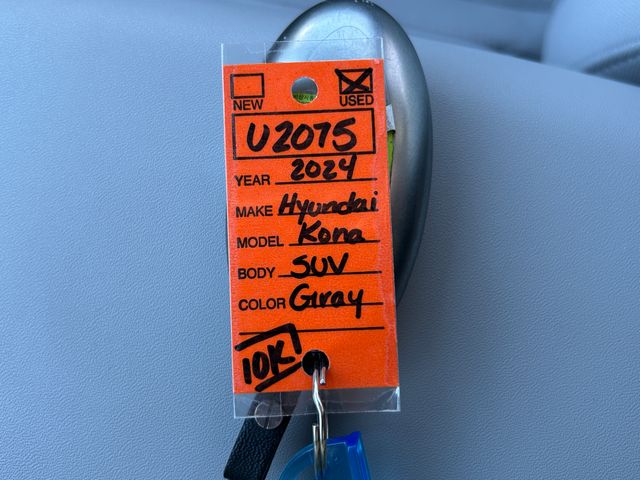 NEW USED
U2075
YEAR 2024
MAKE Hyundai
MODEL Kona
BODY SUV
COLOR Gray
10K